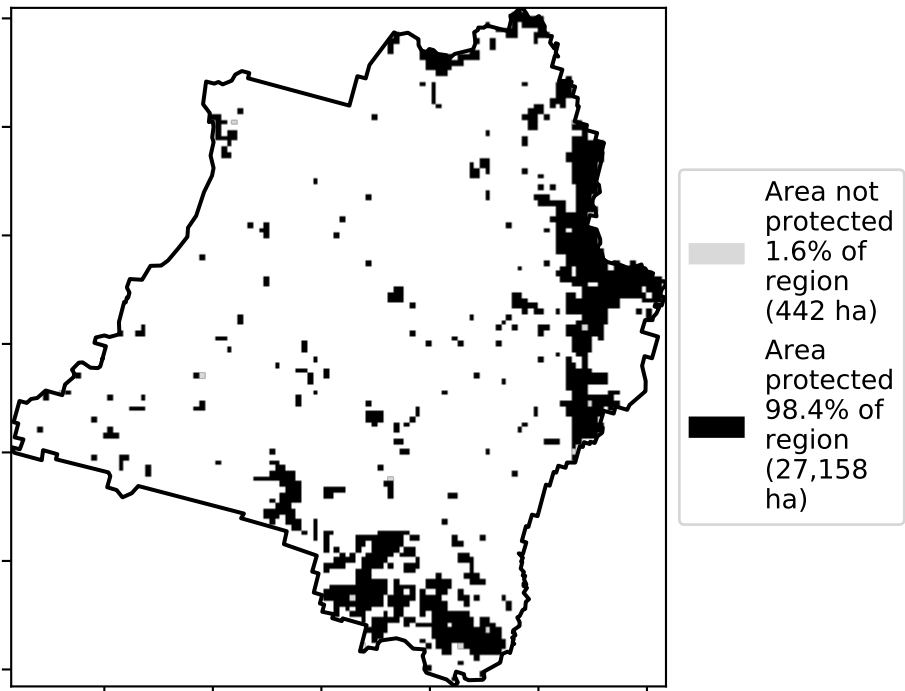 Area not
protected
1.6% of
region
(442 ha)
Area
protected
98.4% of
region
(27,158
ha)